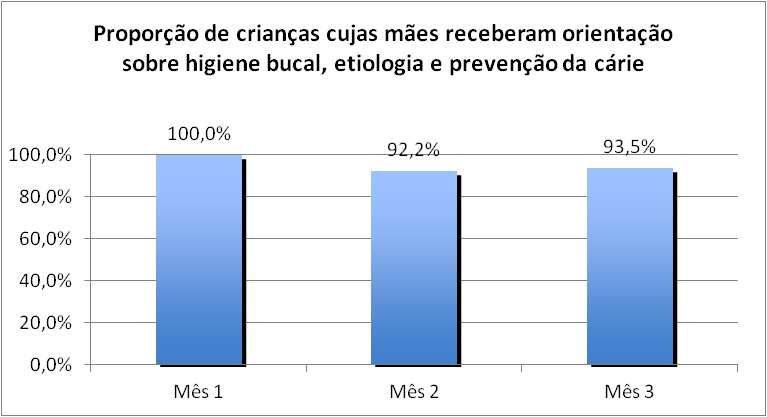 Proporção de crianças cujas mães receberam orientação
sobre higiene bucal, etiologia e prevenção da cárie
100,0%
92,2%
93,5%
100,0%
80,0%
60,0%
40,0%
20,0%
0,0%
Mês 1
Mês 2
Mês 3